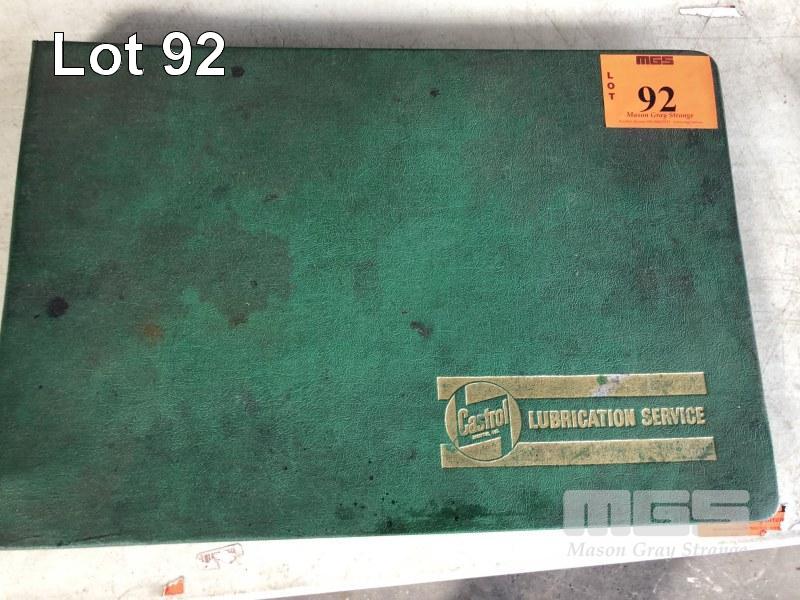 Lot 92
MGS
LOT
92
Mason Gray Strange
Castrol
LUBRICATION SERVICE
MGS
Mason Gray Strange